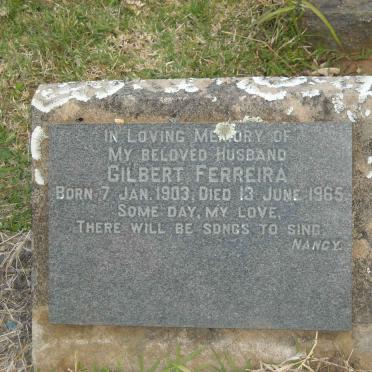 IN LOVING MEMORY OF
MY BELOVED HUSBAND
GILBERT FERREIRA
BORN 7 JAN. 1903, DIED 13 JUNE 1965.
SOME DAY, MY LOVE,
THERE WILL BE SONGS TO SING.
NANCY.